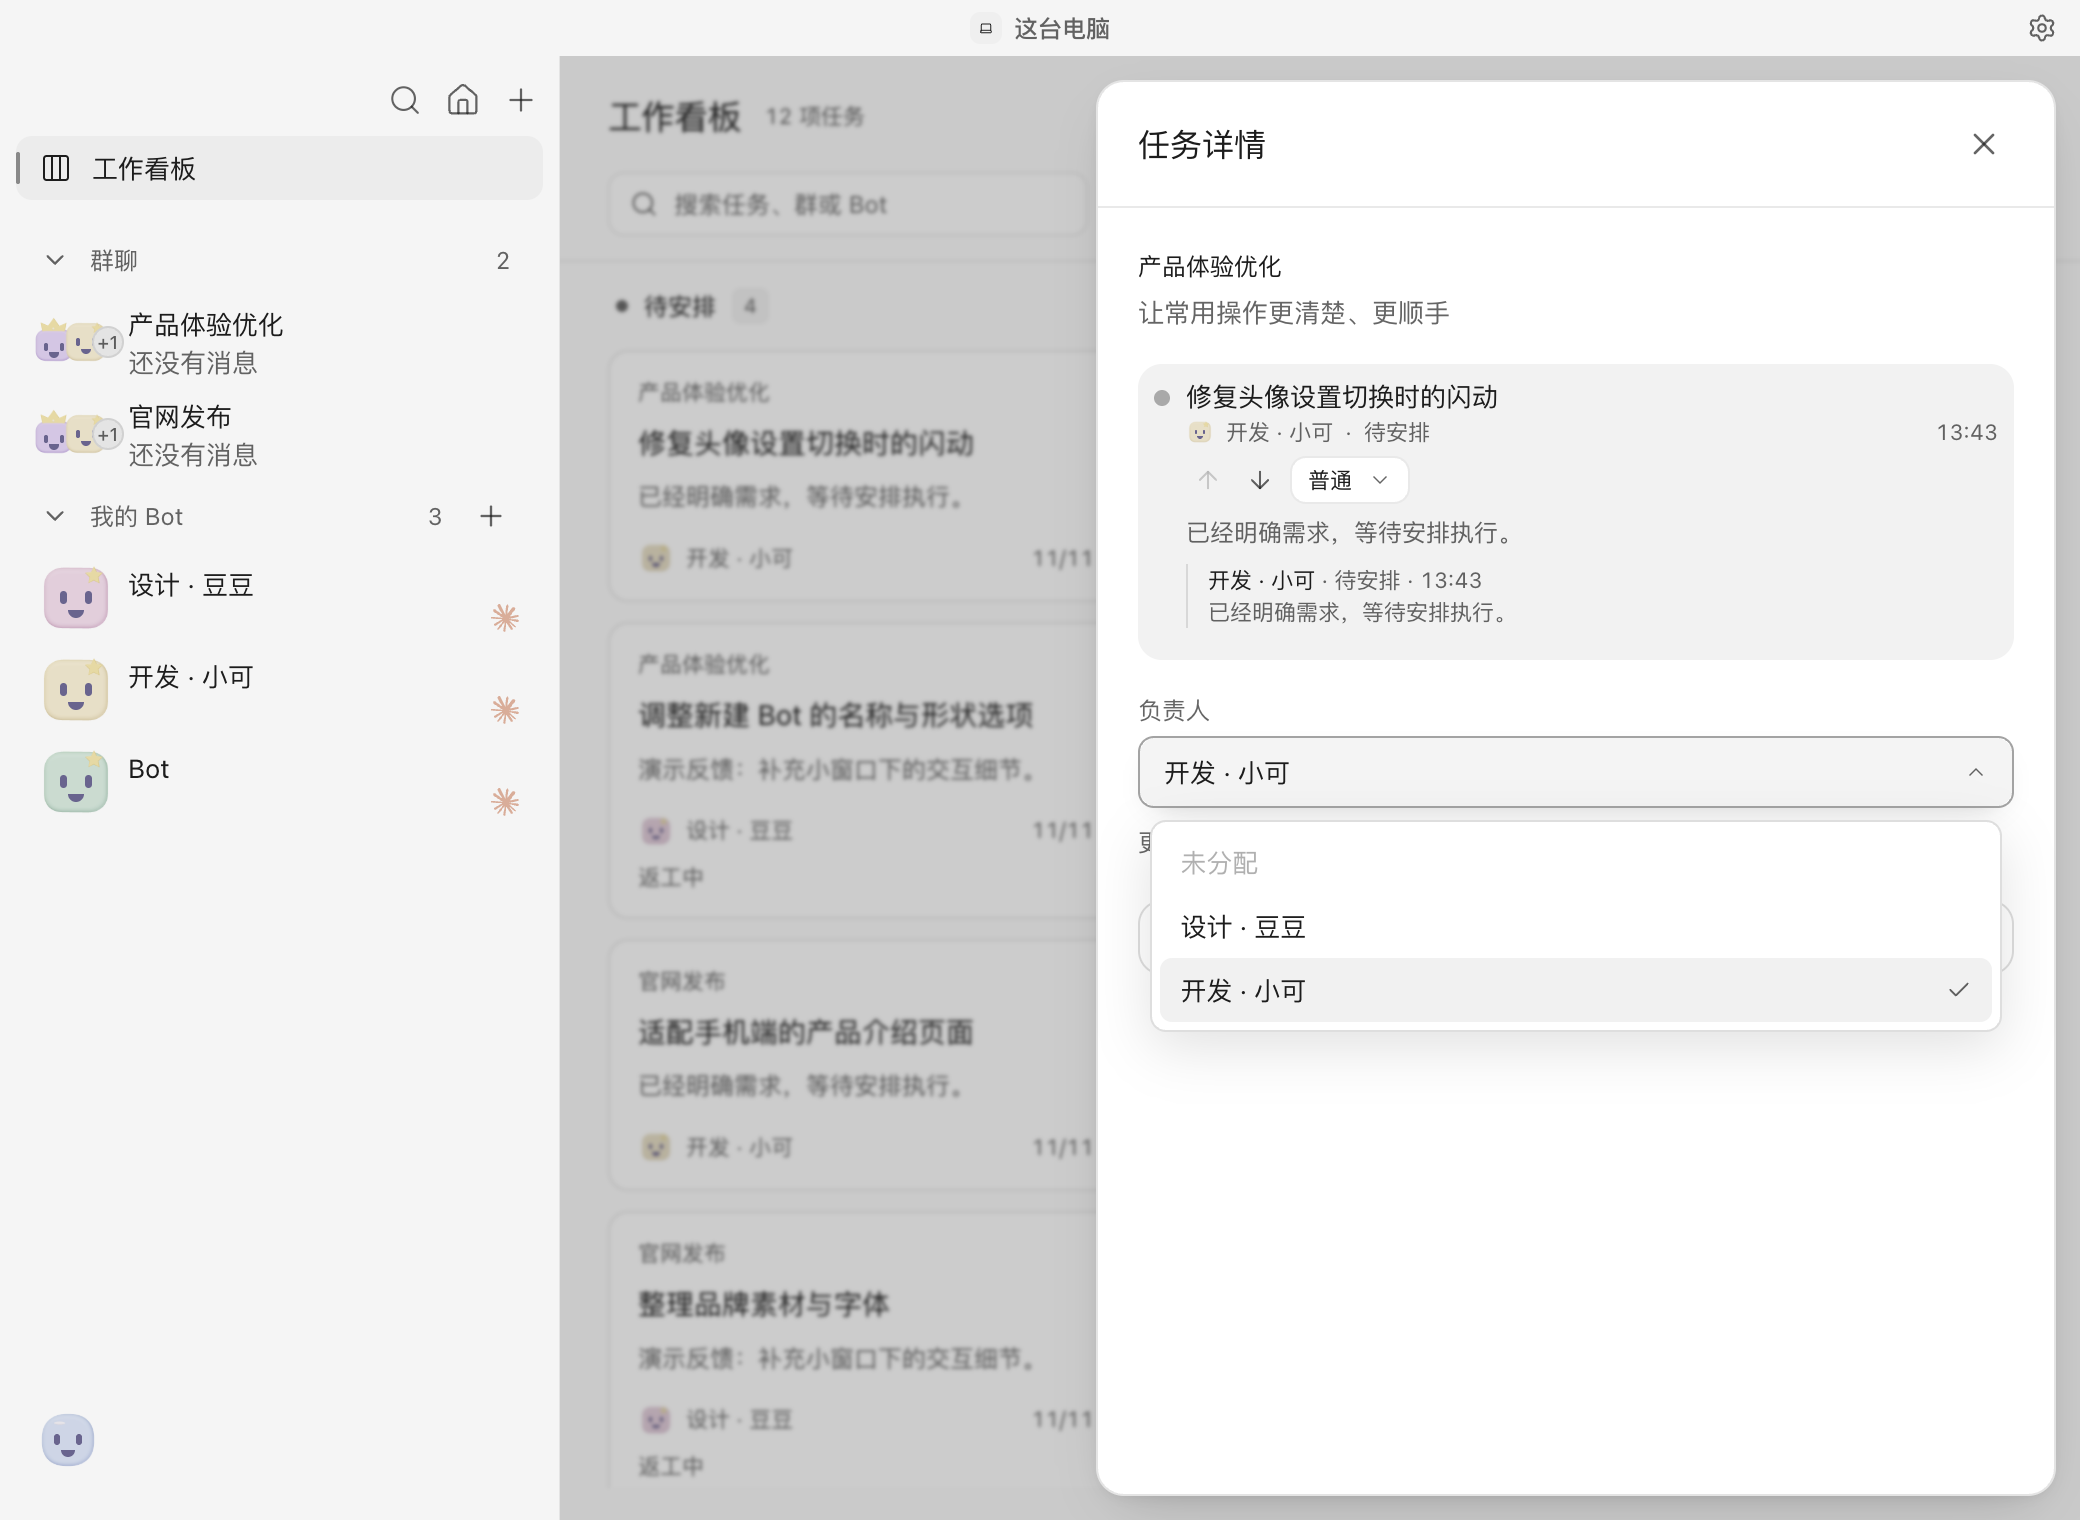 这台电脑
工作看板
群聊
2
产品体验优化
还没有消息
+1
官网发布
还没有消息
+1
我的 Bot
3
设计 · 豆豆
开发 · 小可
Bot
工作看板
12 项任务
搜索任务、群或 Bot
待安排
4
产品体验优化
修复头像设置切换时的闪动
已经明确需求，等待安排执行。
开发 · 小可
11/11
产品体验优化
调整新建 Bot 的名称与形状选项
演示反馈：补充小窗口下的交互细节。
设计 · 豆豆
11/11
返工中
官网发布
适配手机端的产品介绍页面
已经明确需求，等待安排执行。
开发 · 小可
11/11
官网发布
整理品牌素材与字体
演示反馈：补充小窗口下的交互细节。
设计 · 豆豆
11/11
返工中
任务详情
产品体验优化
让常用操作更清楚、更顺手
修复头像设置切换时的闪动
开发 · 小可 · 待安排
13:43
普通
已经明确需求，等待安排执行。
开发 · 小可 · 待安排 · 13:43
已经明确需求，等待安排执行。
负责人
开发 · 小可
未分配
设计 · 豆豆
开发 · 小可